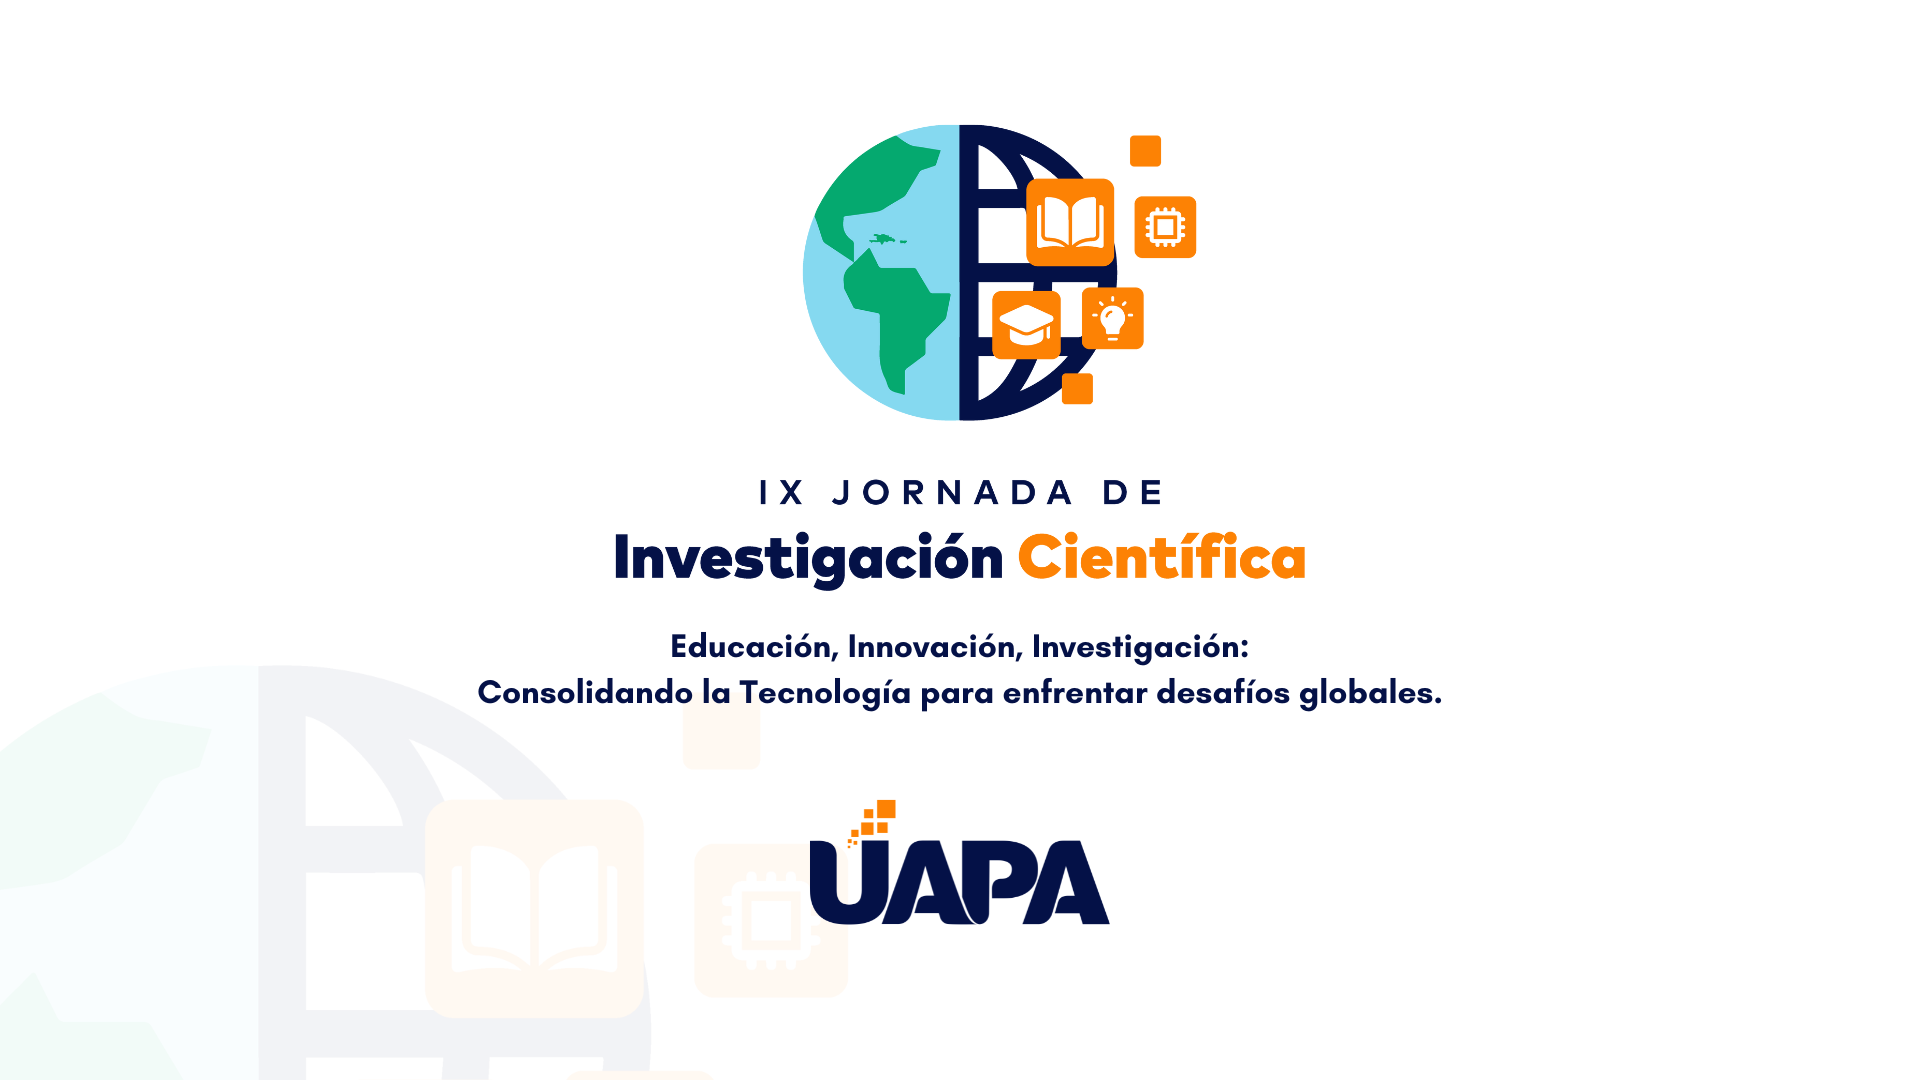 IX JORNADA DE
Investigación Científica
Educación, Innovación, Investigación:
Consolidando la Tecnología para enfrentar desafíos globales.
UAPA